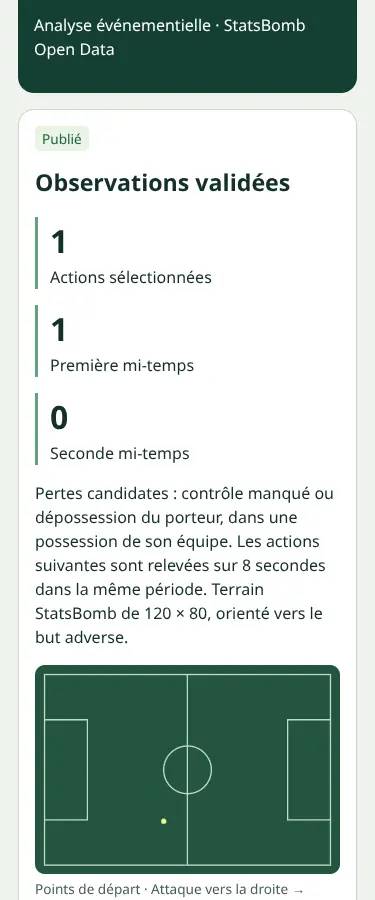 Analyse événementielle · StatsBomb
Open Data
Publié
Observations validées
1
Actions sélectionnées
1
Première mi-temps
0
Seconde mi-temps
Pertes candidates : contrôle manqué ou
dépossession du porteur, dans une
possession de son équipe. Les actions
suivantes sont relevées sur 8 secondes
dans la même période. Terrain
StatsBomb de 120 × 80, orienté vers le
but adverse.
Points de départ · Attaque vers la droite →